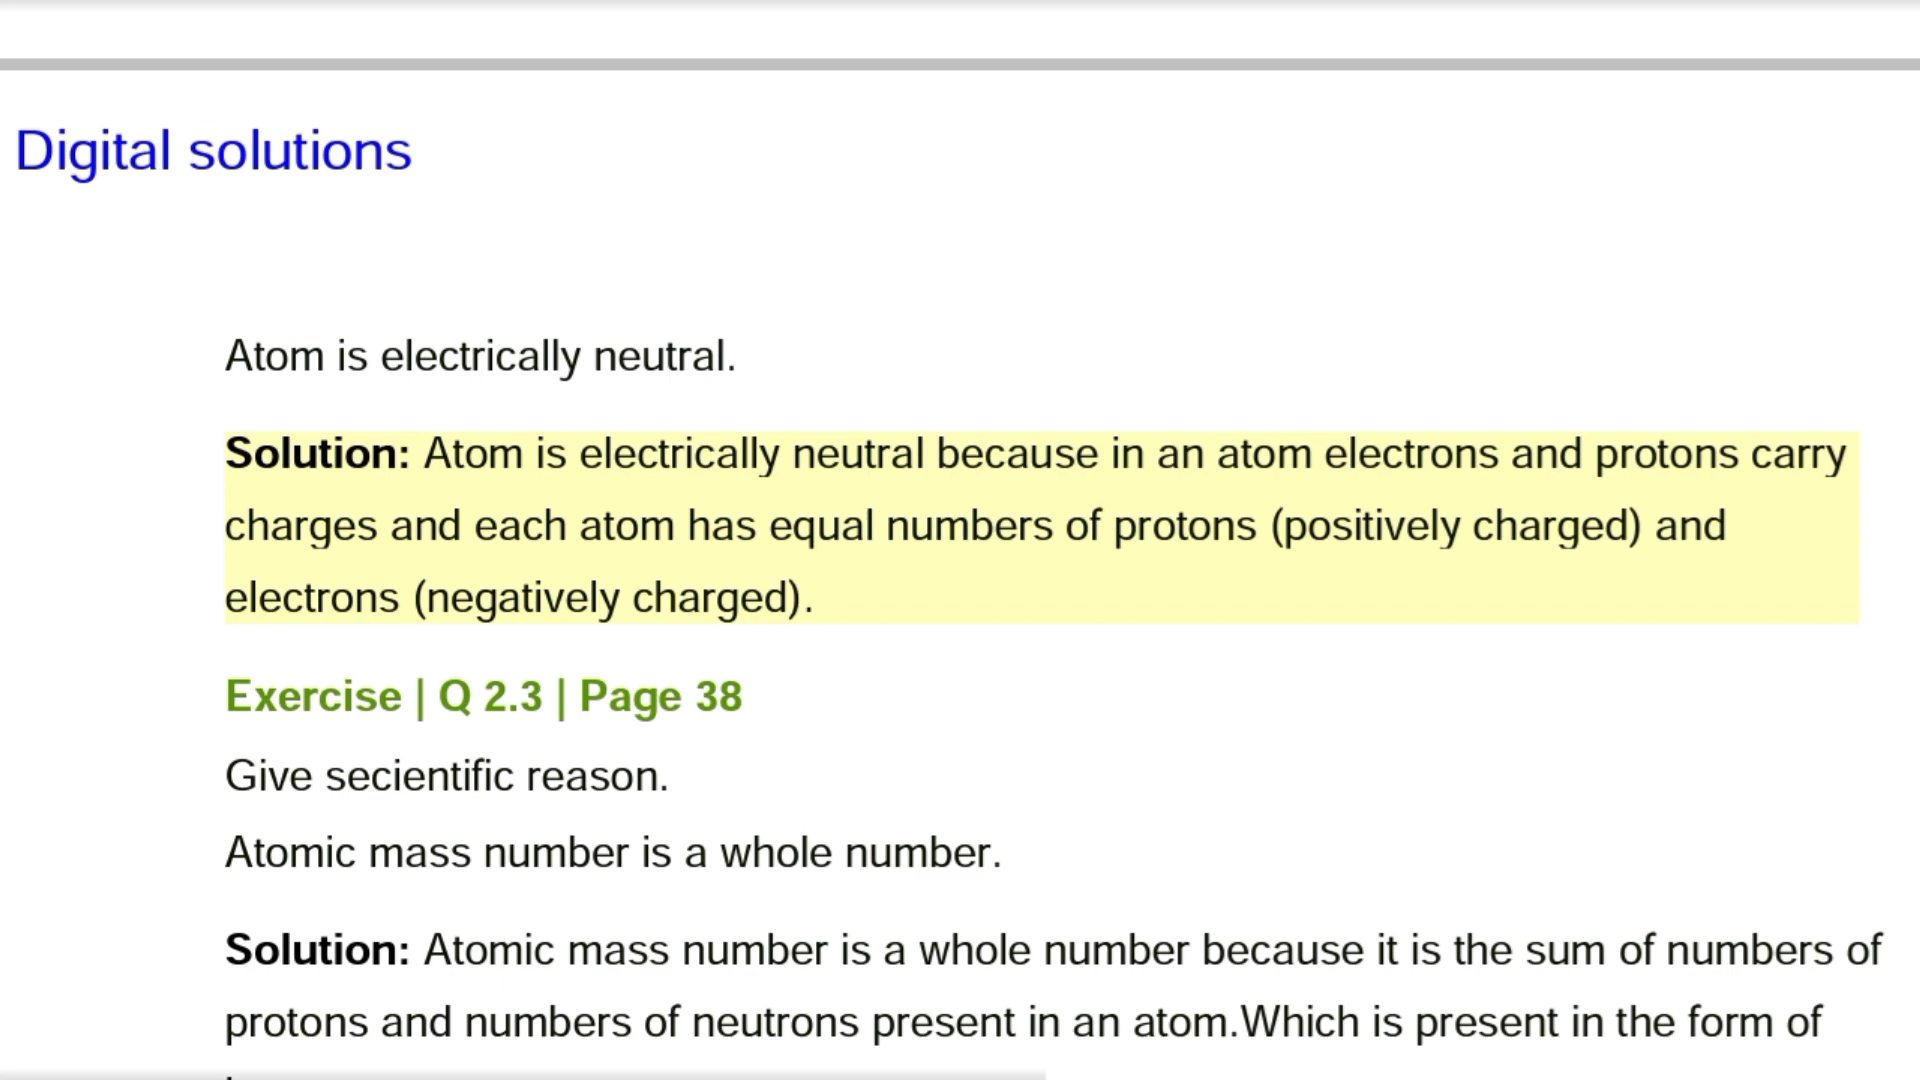 Digital solutions
Atom is electrically neutral.
Solution: Atom is electrically neutral because in an atom electrons and protons carry
charges and each atom has equal numbers of protons (positively charged) and
electrons (negatively charged).
Exercise | Q 2.3 | Page 38
Give secientific reason.
Atomic mass number is a whole number.
Solution: Atomic mass number is a whole number because it is the sum of numbers of
protons and numbers of neutrons present in an atom.Which is present in the form of